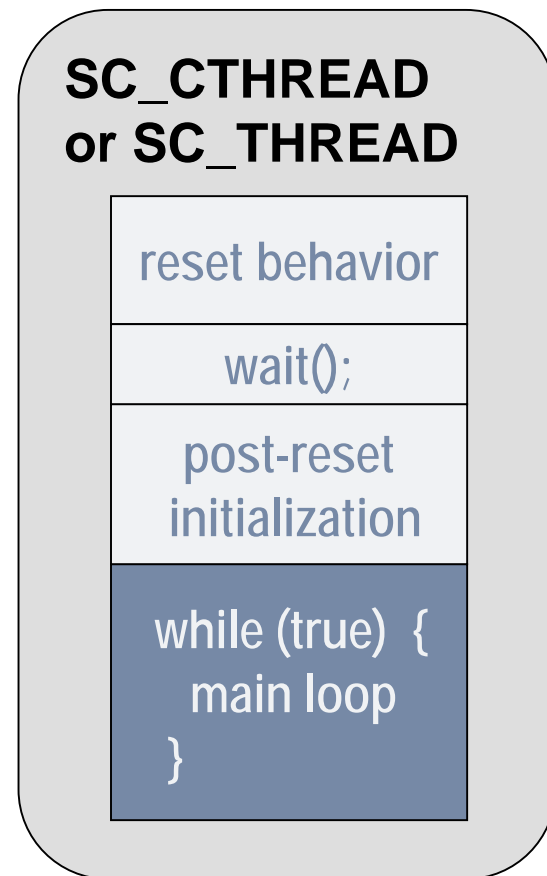 SC_CTHREAD
or SC_THREAD
reset behavior
wait();
post-reset
initialization
while (true) {
main loop
}